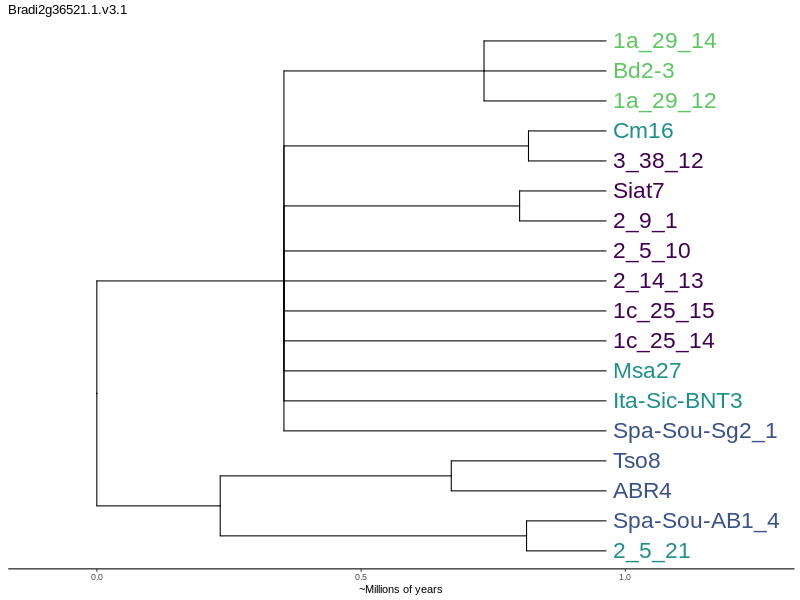 Bradi2g36521.1.v3.1
1a_29_14
Bd2-3
1a_29_12
Cm16
3_38_12
Siat7
2_9_1
2_5_10
2_14_13
1c_25_15
1c_25_14
Msa27
Ita-Sic-BNT3
Spa-Sou-Sg2_1
Tso8
ABR4
Spa-Sou-AB1_4
2_5_21
0.0 0.5 1.0
~Millions of years